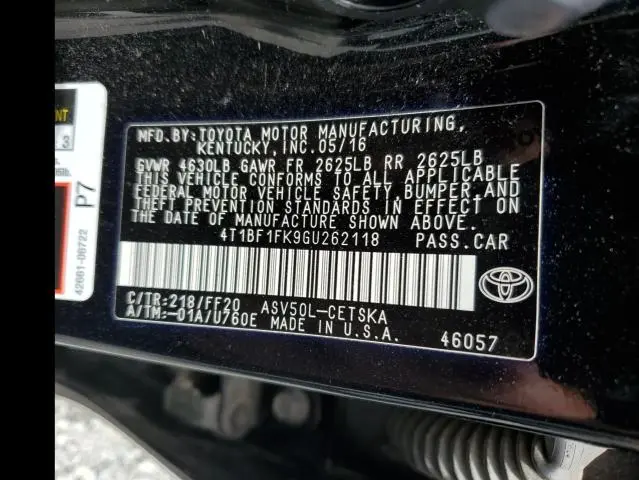 MFD.BY:TOYOTA MOTOR MANUFACTURING,
KENTUCKY,INC.05/16
GVWR 4630LB GAWR FR 2625LB RR 2625LB
THIS VEHICLE CONFORMS TO ALL APPLICABLE
FEDERAL MOTOR VEHICLE SAFETY,BUMPER,AND
THEFT PREVENTION STANDARDS IN EFFECT ON
THE DATE OF MANUFACTURE SHOWN ABOVE.
4T1BF1FK9GU262118 PASS.CAR
C/TR:218/FF20 ASV50L-CETSKA
A/TM:-01A/U760E MADE IN U.S.A.
46057
3
P7
42661-06722